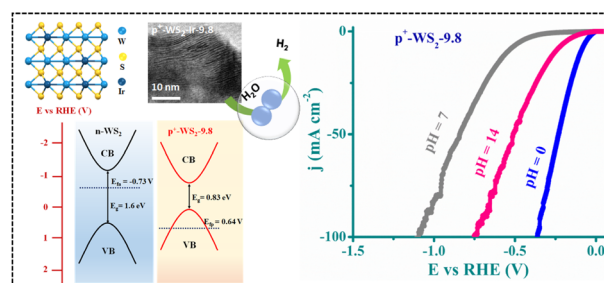 W
S
Ir
p⁺-WS₂-Ir-9.8
10 nm
H₂
H₂O
E vs RHE (V)
-2
-1
0
1
2
n-WS₂
CB
E_fn = -0.73 V
E_g = 1.6 eV
VB
p⁺-WS₂-9.8
CB
E_g = 0.83 eV
E_fp = 0.64 V
VB
p⁺-WS₂-9.8
j (mA cm⁻²)
0
-50
-100
pH = 7
pH = 14
pH = 0
-1.5
-1.0
-0.5
0.0
E vs RHE (V)